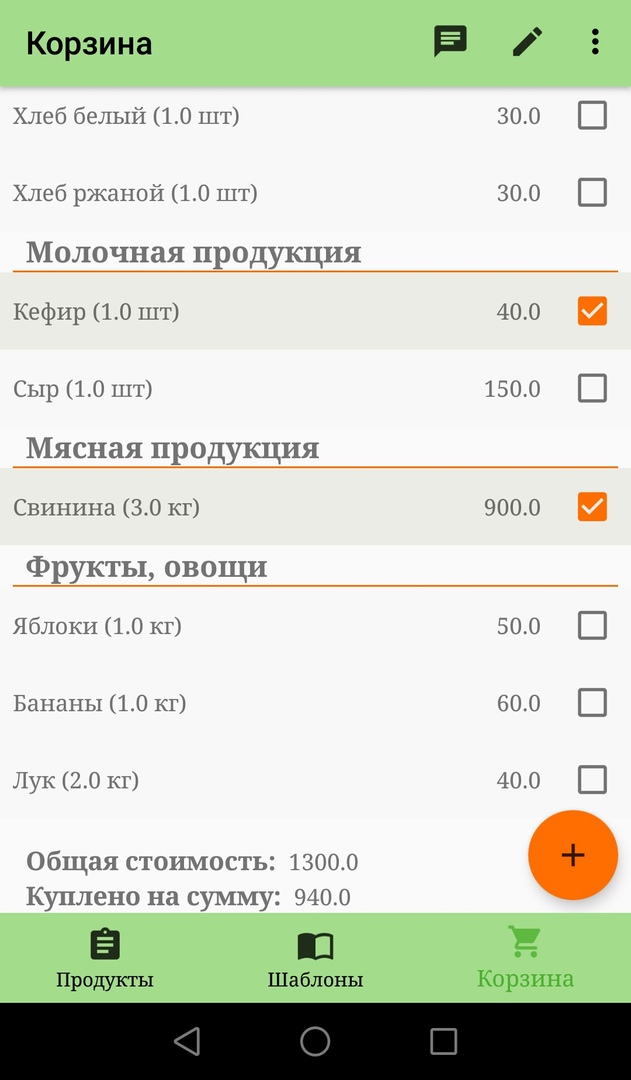 Корзина
Хлеб белый (1.0 шт) 30.0
Хлеб ржаной (1.0 шт) 30.0
Молочная продукция
Кефир (1.0 шт) 40.0
Сыр (1.0 шт) 150.0
Мясная продукция
Свинина (3.0 кг) 900.0
Фрукты, овощи
Яблоки (1.0 кг) 50.0
Бананы (1.0 кг) 60.0
Лук (2.0 кг) 40.0
Общая стоимость: 1300.0
Куплено на сумму: 940.0
Продукты Шаблоны Корзина